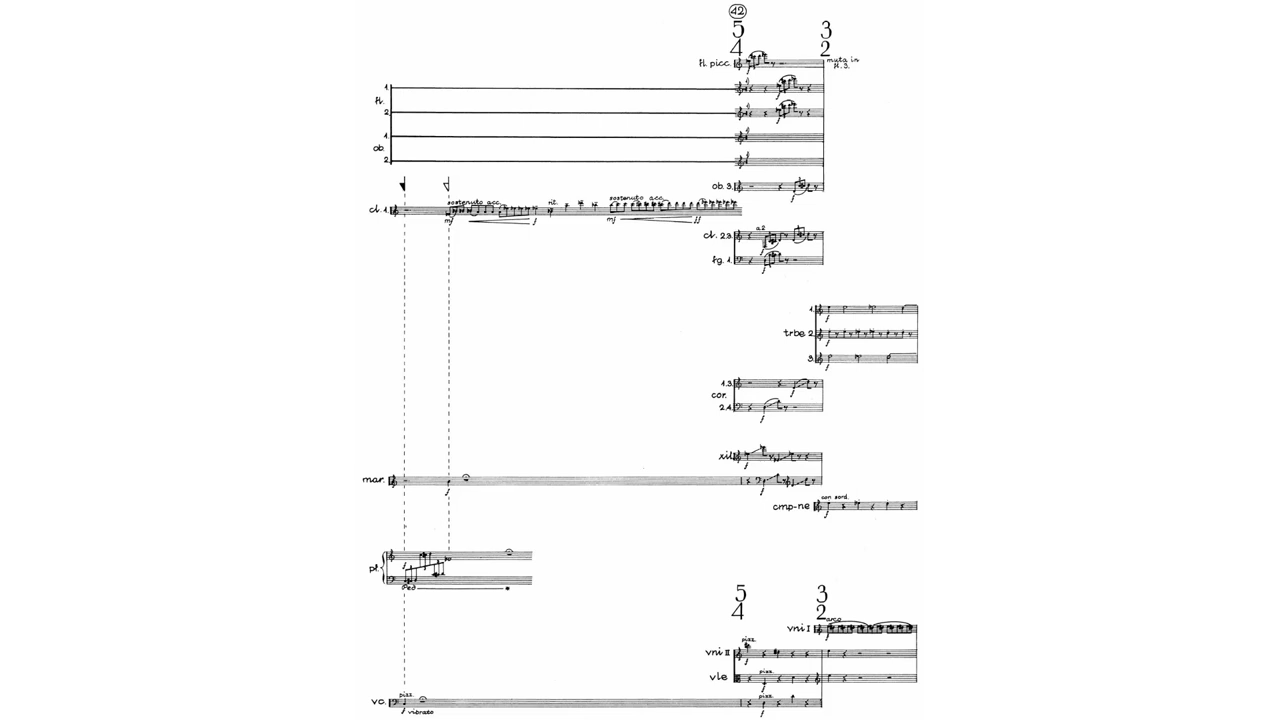 42
5 3
4 2
fl. picc.
muta in
fl. 3.
1.
fl.
2.
1.
ob.
2.
ob. 3.
f
sostenuto acc.
rit.
sostenuto acc.
cl. 1.
mf
f
mf
ff
a2
cl. 2.3.
f
fg. 1.
f
1.
f
trbe 2.
f
3.
f
1.3.
f
cor.
2.4.
f
xil.
f
mar.
f
f
con sord.
cmp-ne
f
f
pf.
Ped
*
5 3
4 2
arco
vni I
f
pizz.
vni II
f
pizz.
vle
f
pizz.
pizz.
vc.
f vibrato
f